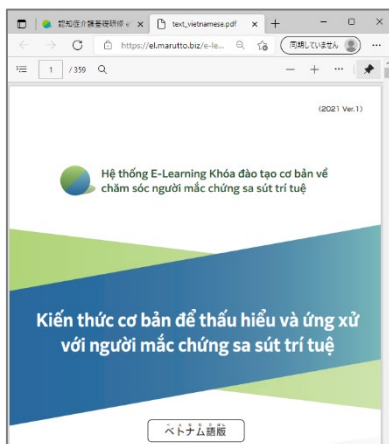 認知症介護基礎研修 e
text_vietnamese.pdf
https://el.marutto.biz/e-le...
同期していません
1 / 359
(2021 Ver.1)
Hệ thống E-Learning Khóa đào tạo cơ bản về
chăm sóc người mắc chứng sa sút trí tuệ
Kiến thức cơ bản để thấu hiểu và ứng xử
với người mắc chứng sa sút trí tuệ
ベトナム語版